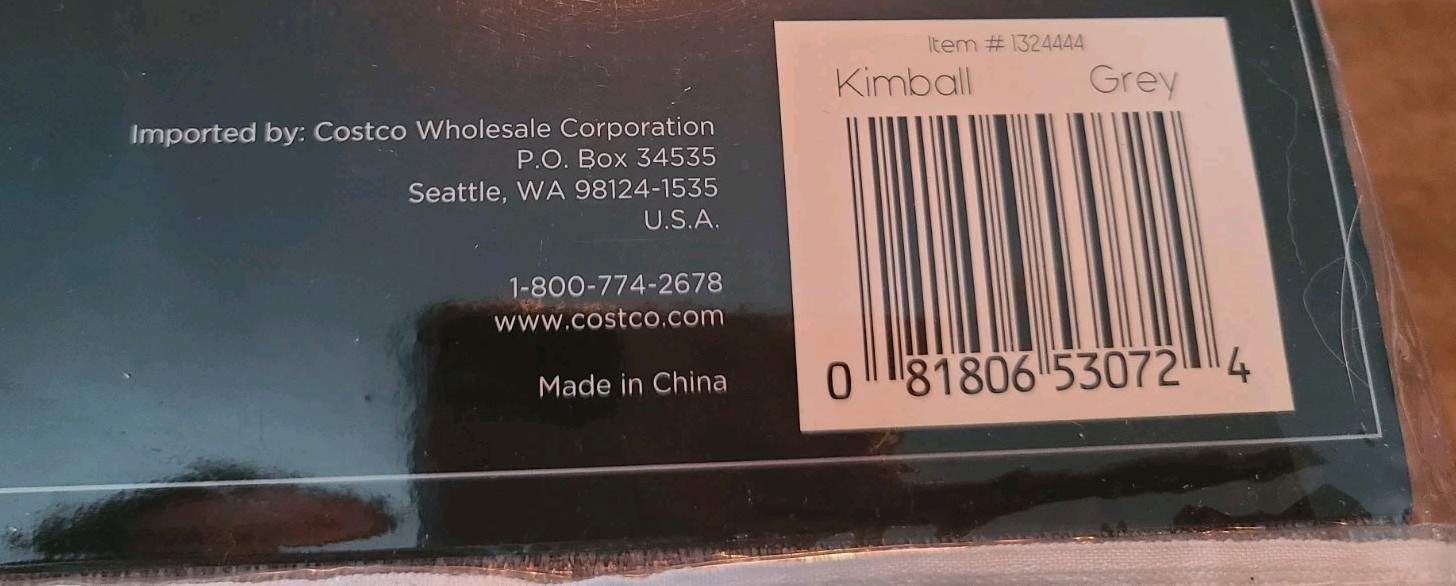 Imported by: Costco Wholesale Corporation
P.O. Box 34535
Seattle, WA 98124-1535
U.S.A.
1-800-774-2678
www.costco.com
Made in China
Item # 1324444
Kimball Grey
0 81806 53072 4